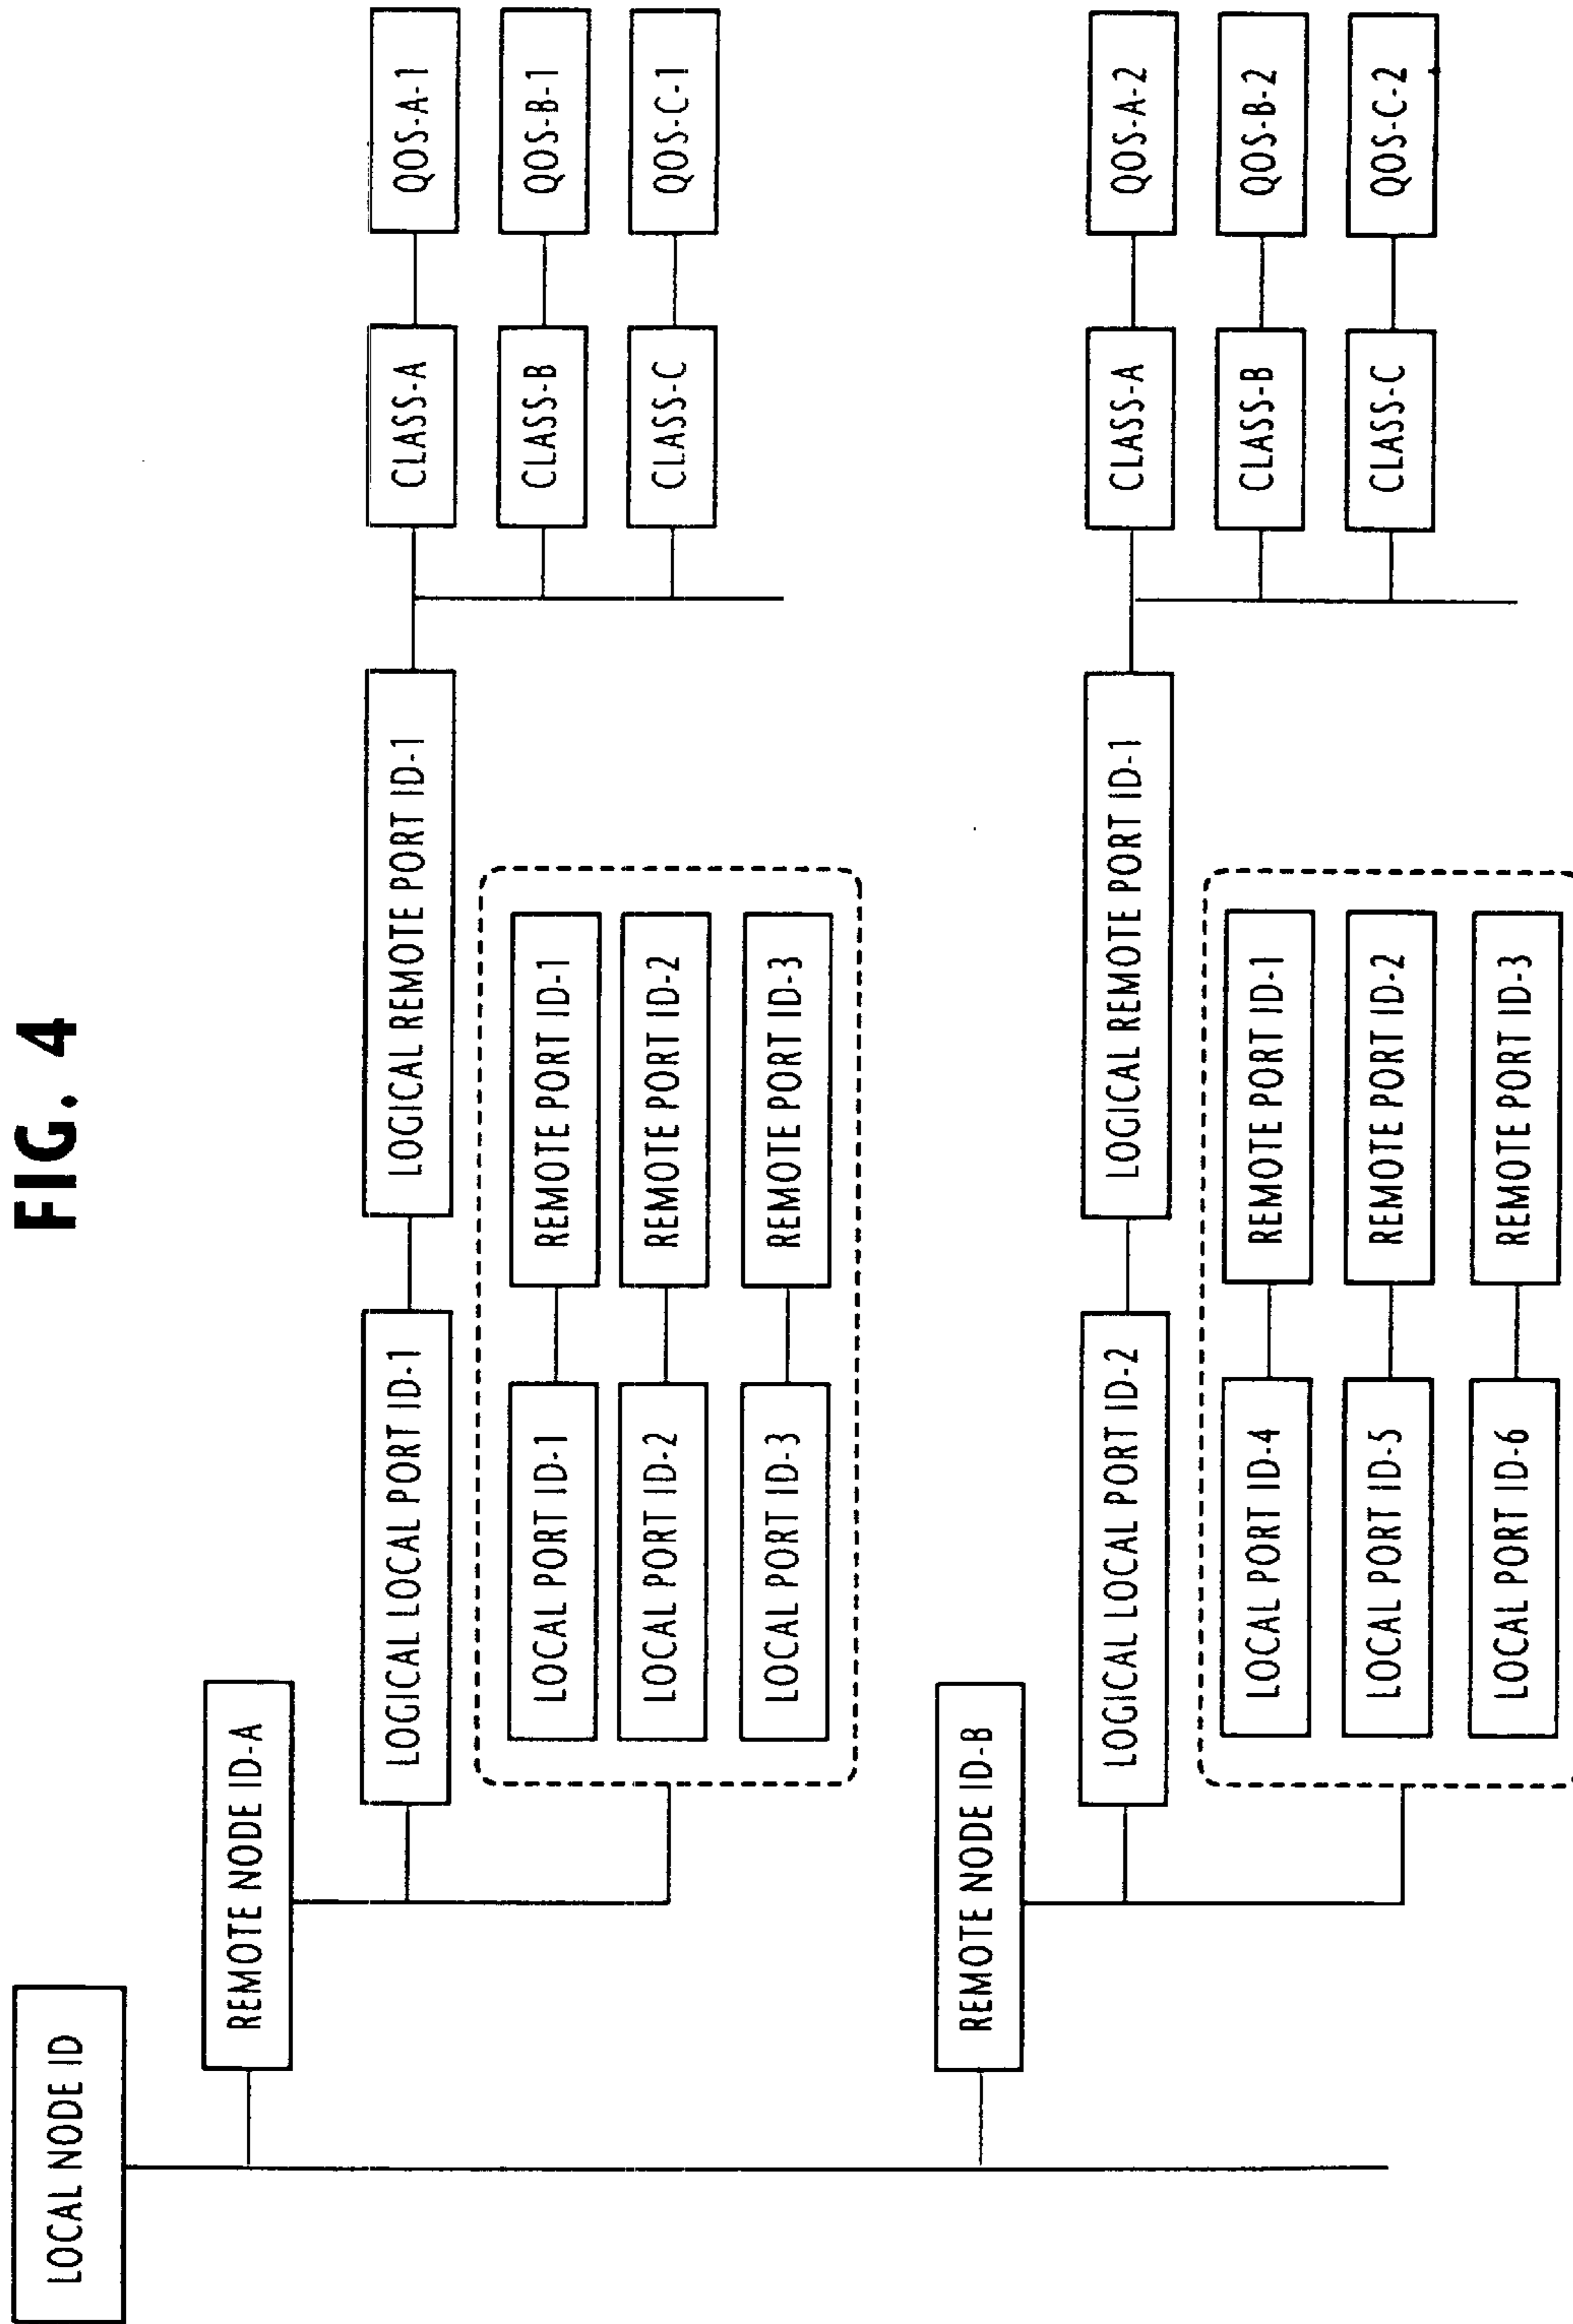 FIG. 4
LOCAL NODE ID
REMOTE NODE ID-A
LOGICAL LOCAL PORT ID-1
LOGICAL REMOTE PORT ID-1
CLASS-A
QOS-A-1
CLASS-B
QOS-B-1
CLASS-C
QOS-C-1
LOCAL PORT ID-1
REMOTE PORT ID-1
LOCAL PORT ID-2
REMOTE PORT ID-2
LOCAL PORT ID-3
REMOTE PORT ID-3
REMOTE NODE ID-B
LOGICAL LOCAL PORT ID-2
LOGICAL REMOTE PORT ID-1
CLASS-A
QOS-A-2
CLASS-B
QOS-B-2
CLASS-C
QOS-C-2
LOCAL PORT ID-4
REMOTE PORT ID-1
LOCAL PORT ID-5
REMOTE PORT ID-2
LOCAL PORT ID-6
REMOTE PORT ID-3